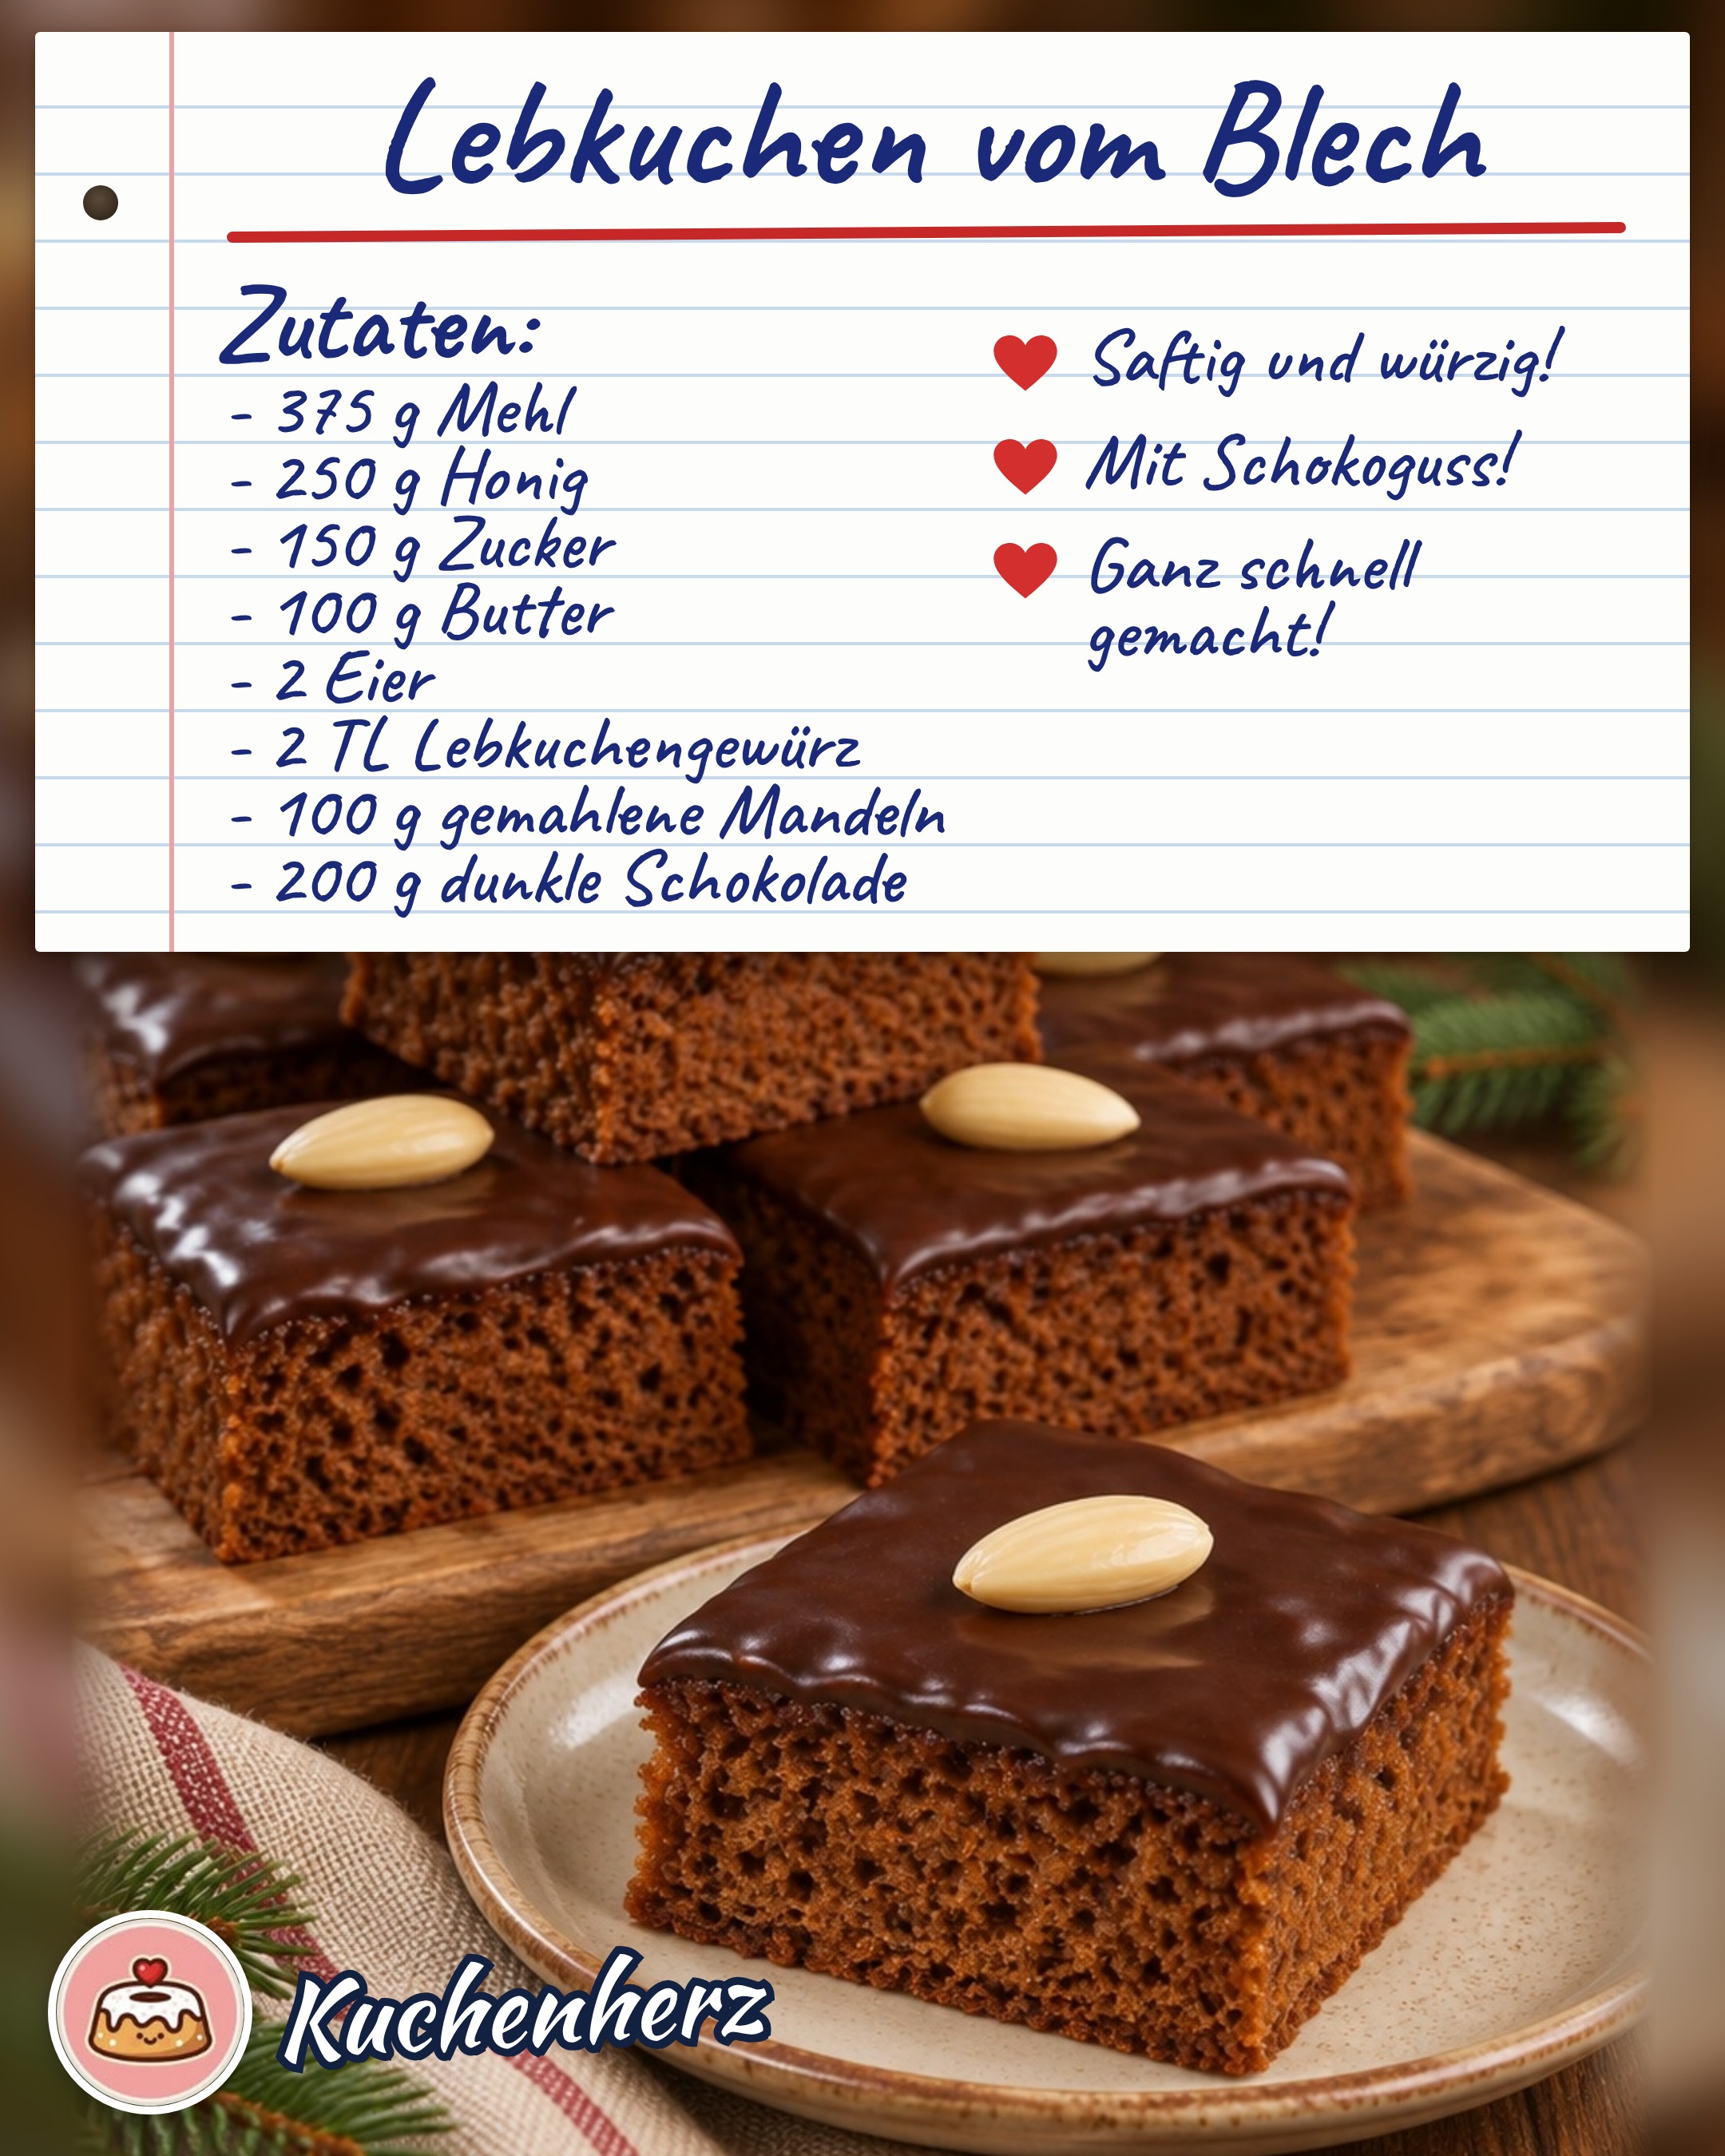 Lebkuchen vom Blech
Zutaten:
- 375 g Mehl
- 250 g Honig
- 150 g Zucker
- 100 g Butter
- 2 Eier
- 2 TL Lebkuchengewürz
- 100 g gemahlene Mandeln
- 200 g dunkle Schokolade
Saftig und würzig!
Mit Schokoguss!
Ganz schnell
gemacht!
Kuchenherz